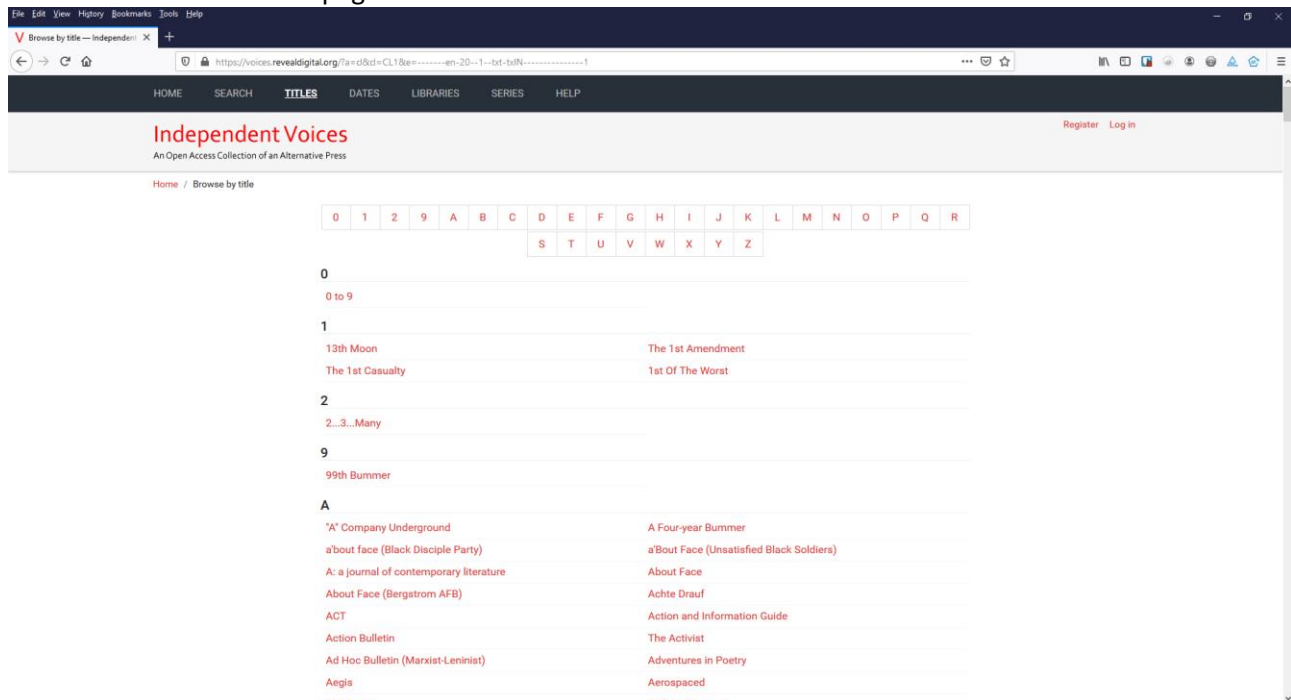 File Edit View History Bookmarks Tools Help
Browse by title — Independent
https://voices.revealdigital.org/?a=cl&cl=CL1&e=-------en-20--1--txt-txIN---------------1
HOME SEARCH TITLES DATES LIBRARIES SERIES HELP
Independent Voices
An Open Access Collection of an Alternative Press
Register Log in
Home / Browse by title
0 1 2 9 A B C D E F G H I J K L M N O P Q R
S T U V W X Y Z
0
0 to 9
1
13th Moon The 1st Amendment
The 1st Casualty 1st Of The Worst
2
2...3...Many
9
99th Bummer
A
"A" Company Underground A Four-year Bummer
a'bout face (Black Disciple Party) a'Bout Face (Unsatisfied Black Soldiers)
A: a journal of contemporary literature About Face
About Face (Bergstrom AFB) Achte Drauf
ACT Action and Information Guide
Action Bulletin The Activist
Ad Hoc Bulletin (Marxist-Leninist) Adventures in Poetry
Aegis Aerospaced